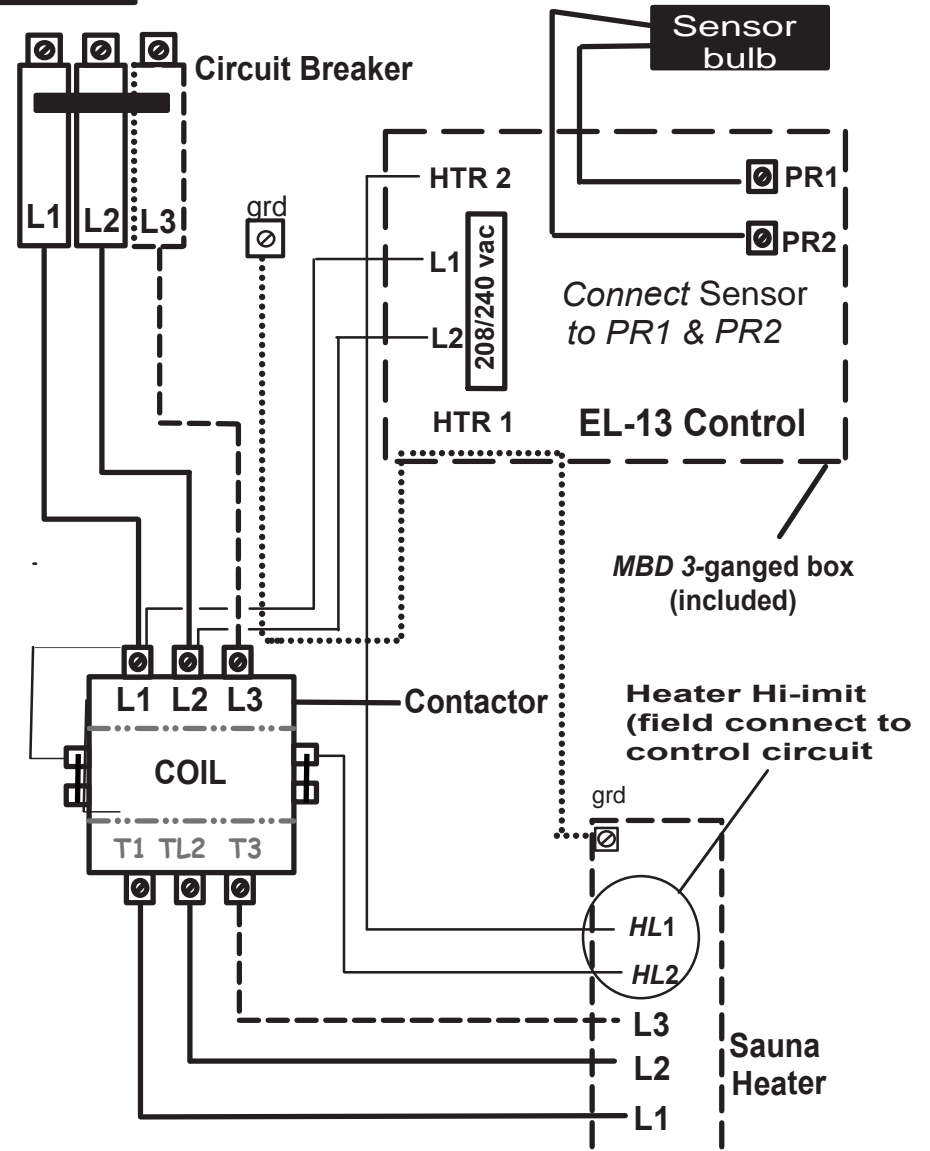 Sensor
bulb
Circuit Breaker
L1 L2 L3
grd
HTR 2
PR1
L1
208/240 vac
PR2
L2
Connect Sensor
to PR1 & PR2
HTR 1
EL-13 Control
MBD 3-ganged box
(included)
L1 L2 L3
Contactor
COIL
T1 TL2 T3
Heater Hi-imit
(field connect to
control circuit
grd
HL1
HL2
L3
L2
L1
Sauna
Heater